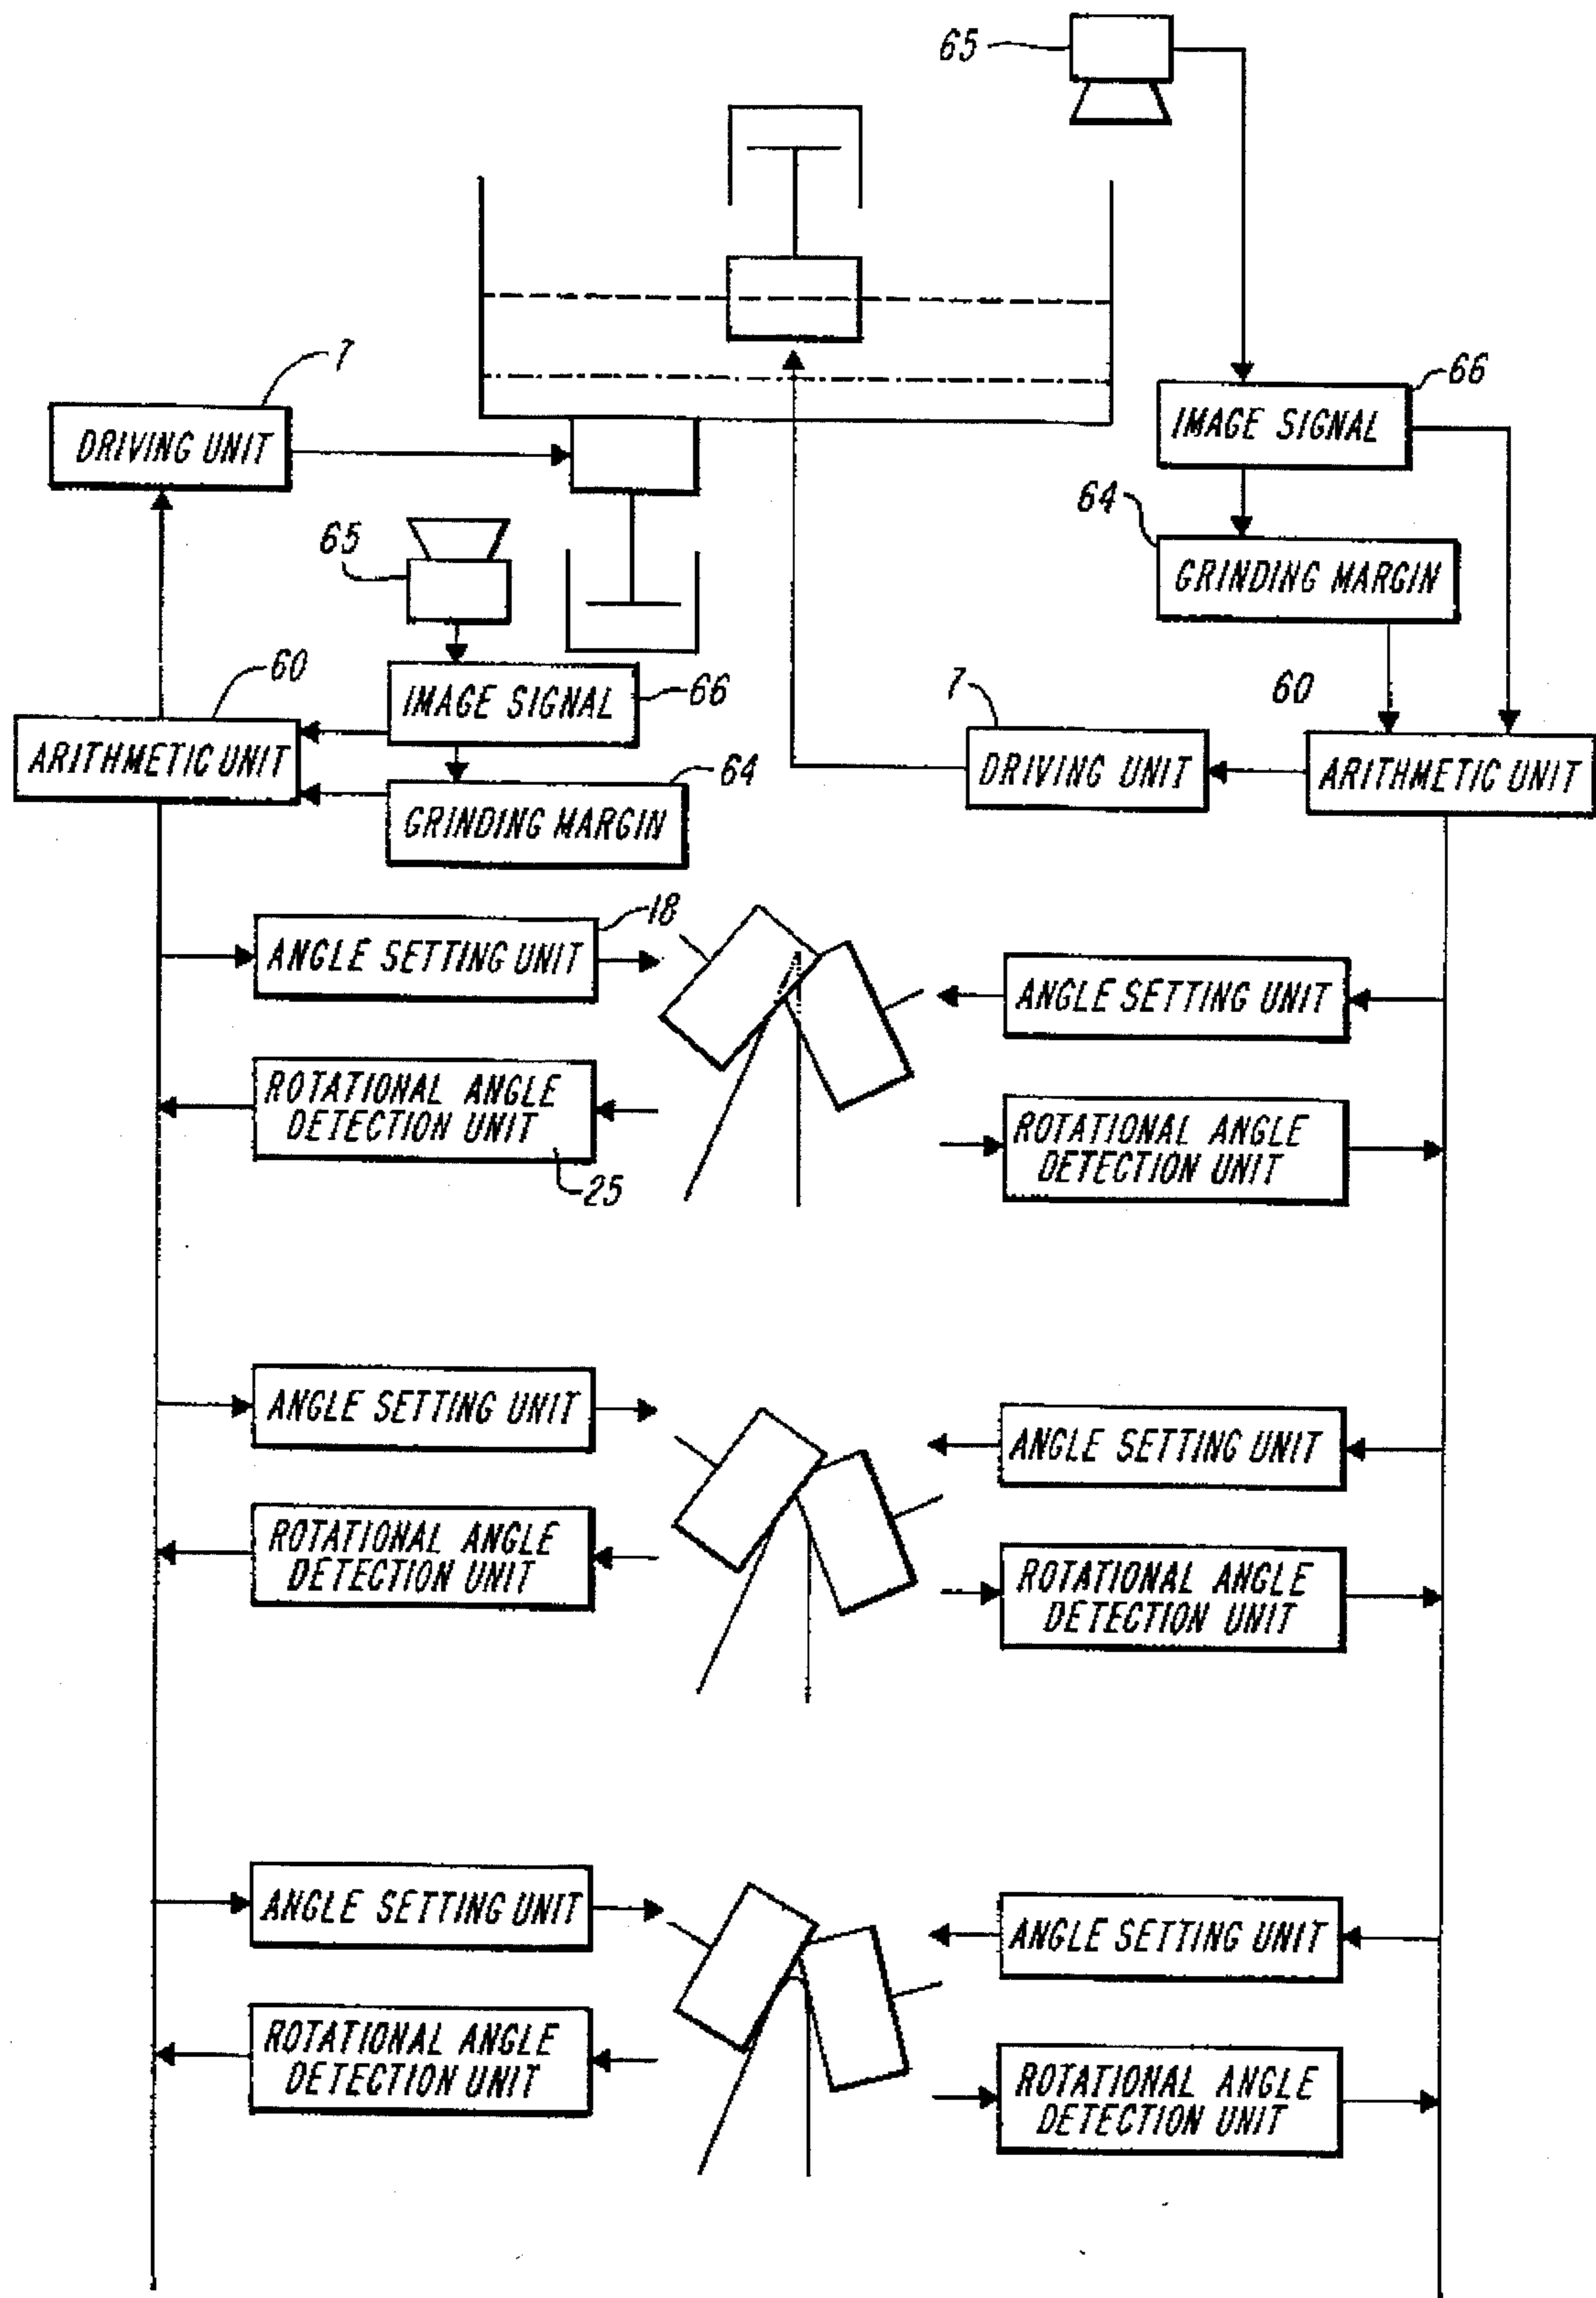 65
7
DRIVING UNIT
66
IMAGE SIGNAL
64
GRINDING MARGIN
65
60
IMAGE SIGNAL
66
ARITHMETIC UNIT
64
GRINDING MARGIN
7
DRIVING UNIT
60
ARITHMETIC UNIT
18
ANGLE SETTING UNIT
ANGLE SETTING UNIT
ROTATIONAL ANGLE
DETECTION UNIT
25
ROTATIONAL ANGLE
DETECTION UNIT
ANGLE SETTING UNIT
ANGLE SETTING UNIT
ROTATIONAL ANGLE
DETECTION UNIT
ROTATIONAL ANGLE
DETECTION UNIT
ANGLE SETTING UNIT
ANGLE SETTING UNIT
ROTATIONAL ANGLE
DETECTION UNIT
ROTATIONAL ANGLE
DETECTION UNIT